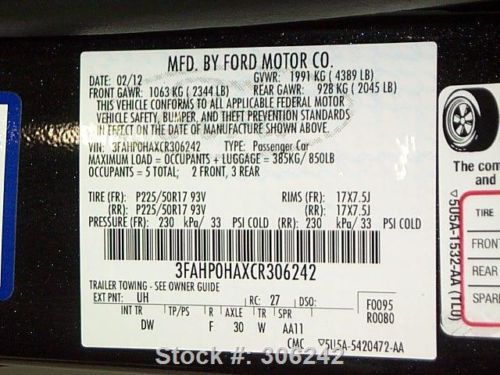 MFD. BY FORD MOTOR CO.
DATE: 02/12 GVWR: 1991 KG ( 4389 LB)
FRONT GAWR: 1063 KG ( 2344 LB) REAR GAWR: 928 KG ( 2045 LB)
THIS VEHICLE CONFORMS TO ALL APPLICABLE FEDERAL MOTOR
VEHICLE SAFETY, BUMPER, AND THEFT PREVENTION STANDARDS
IN EFFECT ON THE DATE OF MANUFACTURE SHOWN ABOVE.
VIN: 3FAHP0HAXCR306242 TYPE: Passenger Car
MAXIMUM LOAD = OCCUPANTS + LUGGAGE = 385KG/ 850LB
OCCUPANTS = 5 TOTAL; 2 FRONT, 3 REAR
TIRE (FR): P225/50R17 93V RIMS (FR): 17X7.5J
(RR): P225/50R17 93V (RR): 17X7.5J
PRESSURE (FR): 230 kPa/ 33 PSI COLD (RR): 230 kPa/ 33 PSI COLD
3FAHP0HAXCR306242
TRAILER TOWING - SEE OWNER GUIDE
EXT PNT: UH RC: 27 DSO: F0095
R0080
INT TR TP/PS R AXLE TR SPR
DW F 30 W AA11
CMC ▽5U5A-5420472-AA
The com
and
TIRE
FRONT
REAR
SPARE
▽5U5A-1532-AA (TLU)
Stock #: 306242